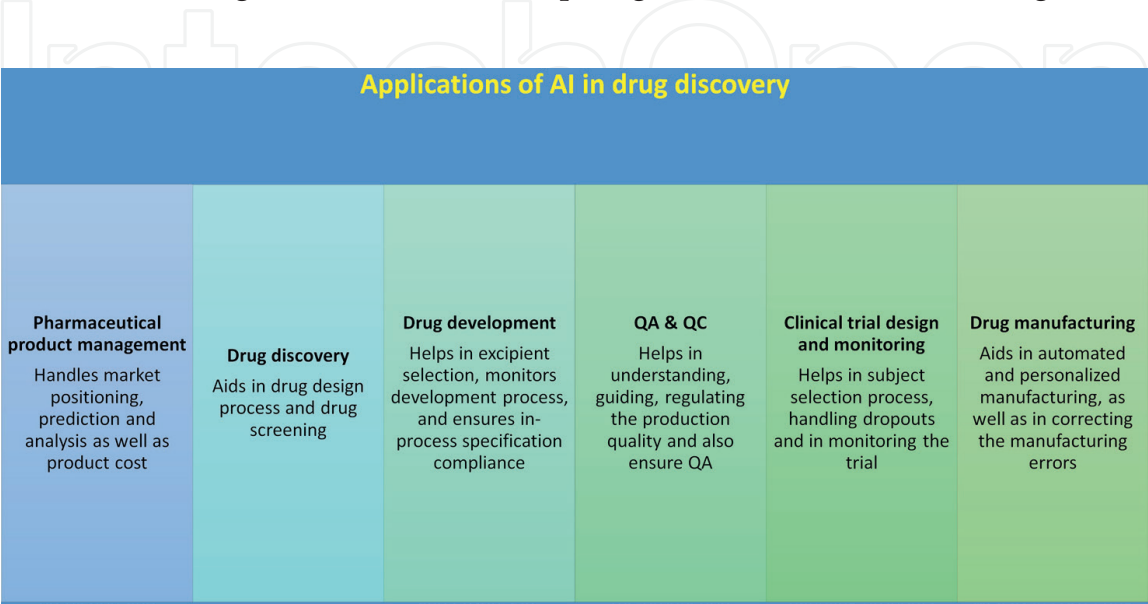 Applications of AI in drug discovery
Pharmaceutical
product management
Handles market
positioning,
prediction and
analysis as well as
product cost
Drug discovery
Aids in drug design
process and drug
screening
Drug development
Helps in excipient
selection, monitors
development process,
and ensures in-
process specification
compliance
QA & QC
Helps in
understanding,
guiding, regulating
the production
quality and also
ensure QA
Clinical trial design
and monitoring
Helps in subject
selection process,
handling dropouts
and in monitoring the
trial
Drug manufacturing
Aids in automated
and personalized
manufacturing, as
well as in correcting
the manufacturing
errors